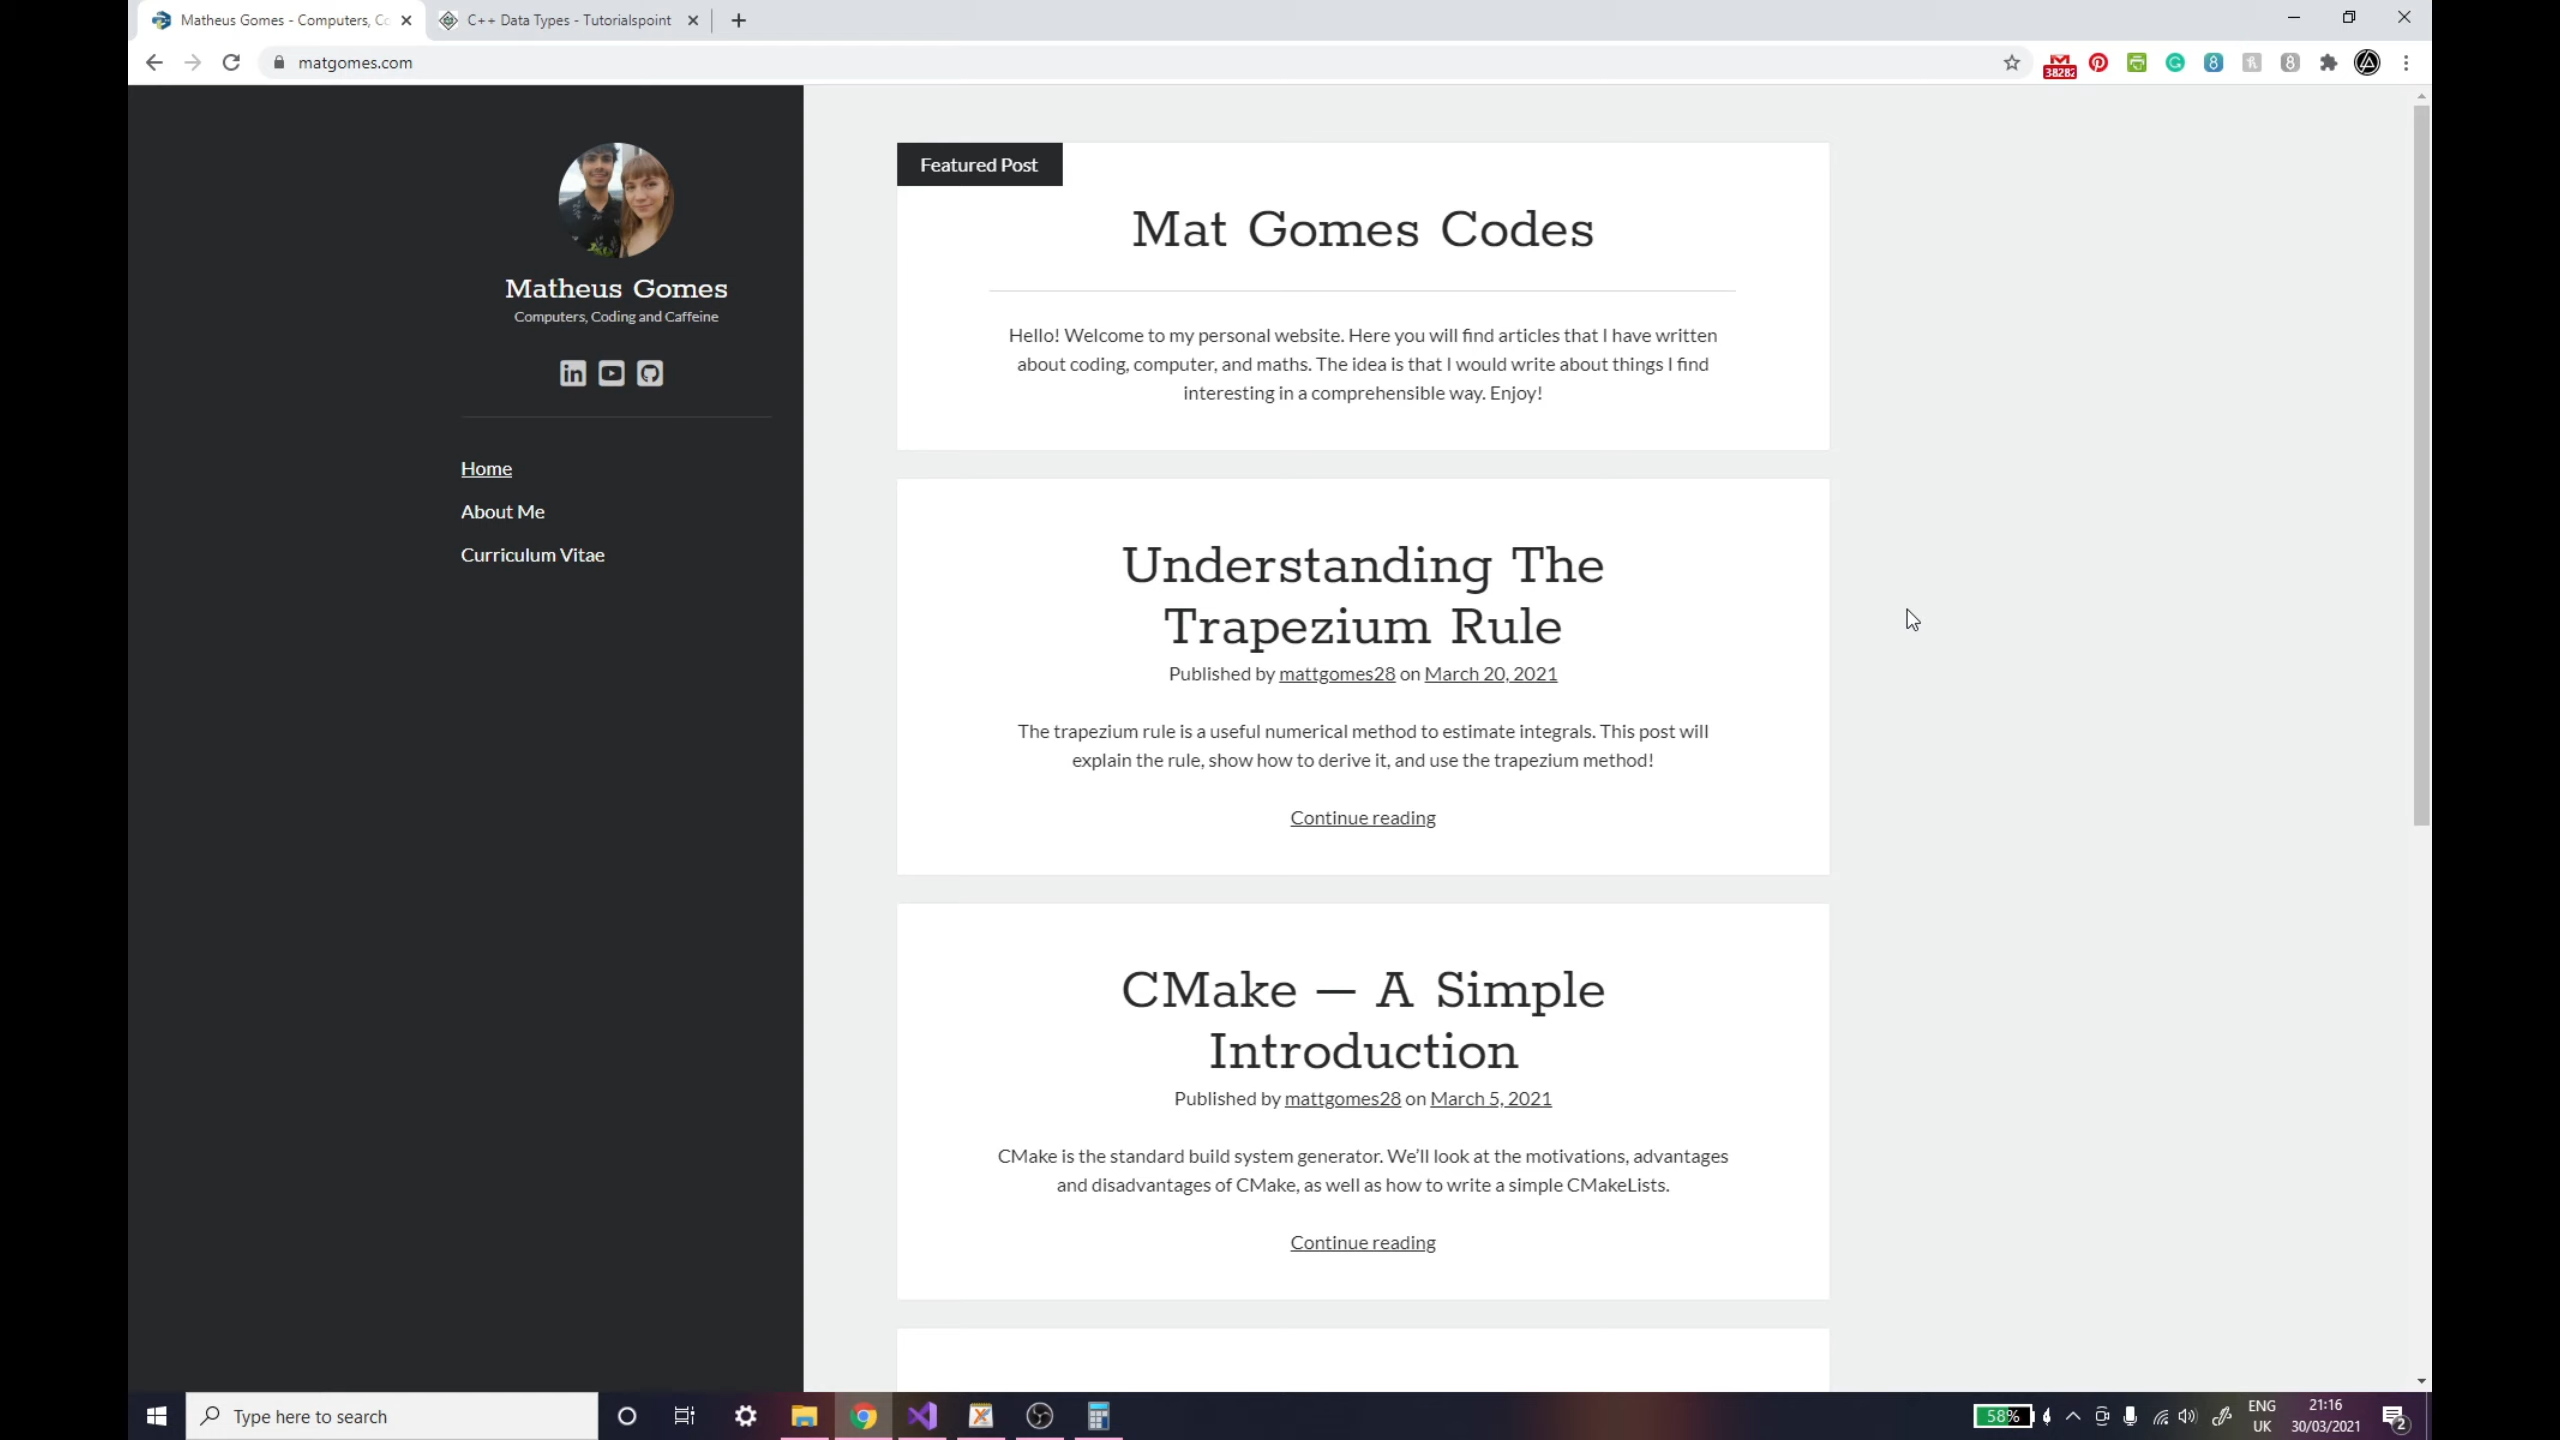 Matheus Gomes - Computers, Co
C++ Data Types - Tutorialspoint
matgomes.com
38282
Featured Post
Mat Gomes Codes
Hello! Welcome to my personal website. Here you will find articles that I have written
about coding, computer, and maths. The idea is that I would write about things I find
interesting in a comprehensible way. Enjoy!
Matheus Gomes
Computers, Coding and Caffeine
Home
About Me
Curriculum Vitae
Understanding The
Trapezium Rule
Published by mattgomes28 on March 20, 2021
The trapezium rule is a useful numerical method to estimate integrals. This post will
explain the rule, show how to derive it, and use the trapezium method!
Continue reading
CMake — A Simple
Introduction
Published by mattgomes28 on March 5, 2021
CMake is the standard build system generator. We'll look at the motivations, advantages
and disadvantages of CMake, as well as how to write a simple CMakeLists.
Continue reading
Type here to search
58%
ENG
UK
21:16
30/03/2021
2